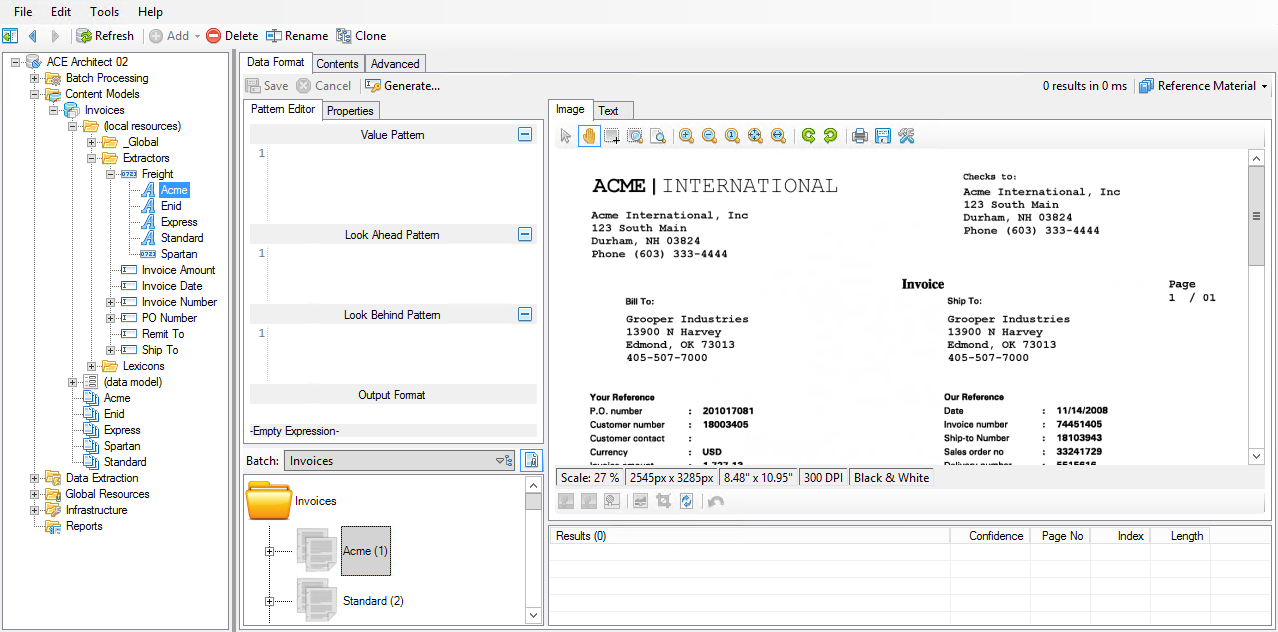 File Edit Tools Help
Refresh Add Delete Rename Clone
ACE Architect 02
Batch Processing
Content Models
Invoices
(local resources)
_Global
Extractors
Freight
Acme
Enid
Express
Standard
Spartan
Invoice Amount
Invoice Date
Invoice Number
PO Number
Remit To
Ship To
Lexicons
(data model)
Acme
Enid
Express
Spartan
Standard
Data Extraction
Global Resources
Infrastructure
Reports
Data Format Contents Advanced
Save Cancel Generate... 0 results in 0 ms Reference Material
Pattern Editor Properties
Value Pattern
1
Look Ahead Pattern
1
Look Behind Pattern
1
Output Format
-Empty Expression-
Batch: Invoices
Invoices
Acme (1)
Standard (2)
Image Text
ACME | INTERNATIONAL
Acme International, Inc
123 South Main
Durham, NH 03824
Phone (603) 333-4444
Checks to:
Acme International, Inc
123 South Main
Durham, NH 03824
Phone (603) 333-4444
Invoice
Page
1 / 01
Bill To:
Grooper Industries
13900 N Harvey
Edmond, OK 73013
405-507-7000
Ship To:
Grooper Industries
13900 N Harvey
Edmond, OK 73013
405-507-7000
Your Reference
P.O. number : 201017081
Customer number : 18003405
Customer contact :
Currency : USD
Invoice amount : 1,727.12
Our Reference
Date : 11/14/2008
Invoice number : 74451405
Ship-to Number : 18103943
Sales order no : 33241729
Delivery number : 5515616
Scale: 27 % 2545px x 3285px 8.48" x 10.95" 300 DPI Black & White
Results (0) Confidence Page No Index Length